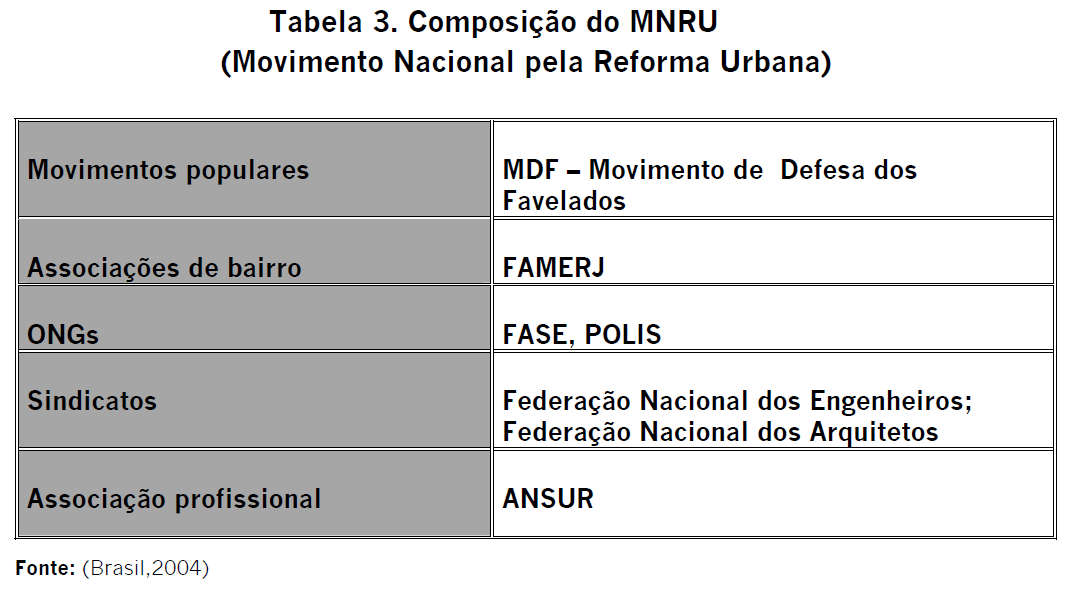 Tabela 3. Composição do MNRU
(Movimento Nacional pela Reforma Urbana)
Movimentos populares
MDF – Movimento de Defesa dos
Favelados
Associações de bairro
FAMERJ
ONGs
FASE, POLIS
Sindicatos
Federação Nacional dos Engenheiros;
Federação Nacional dos Arquitetos
Associação profissional
ANSUR
Fonte: (Brasil,2004)